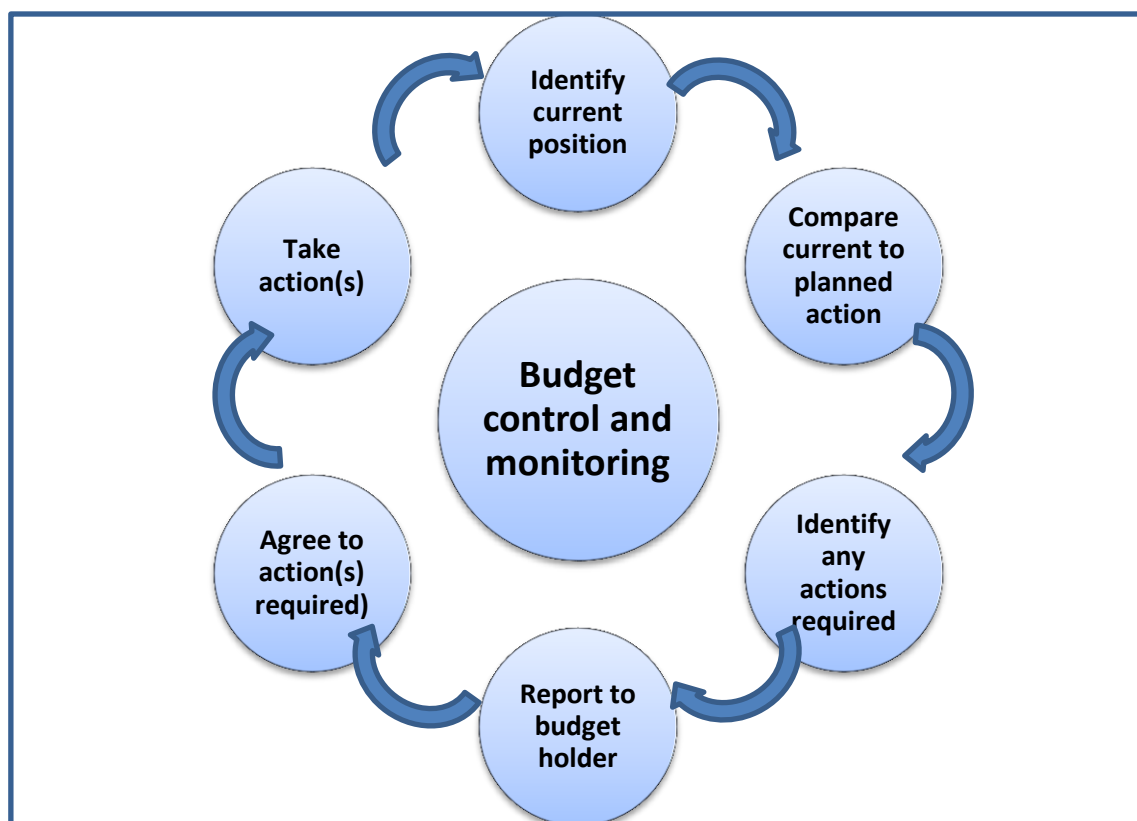 Identify
current
position
Compare
current to
planned
action
Identify
any
actions
required
Report to
budget
holder
Agree to
action(s)
required)
Take
action(s)
Budget
control and
monitoring